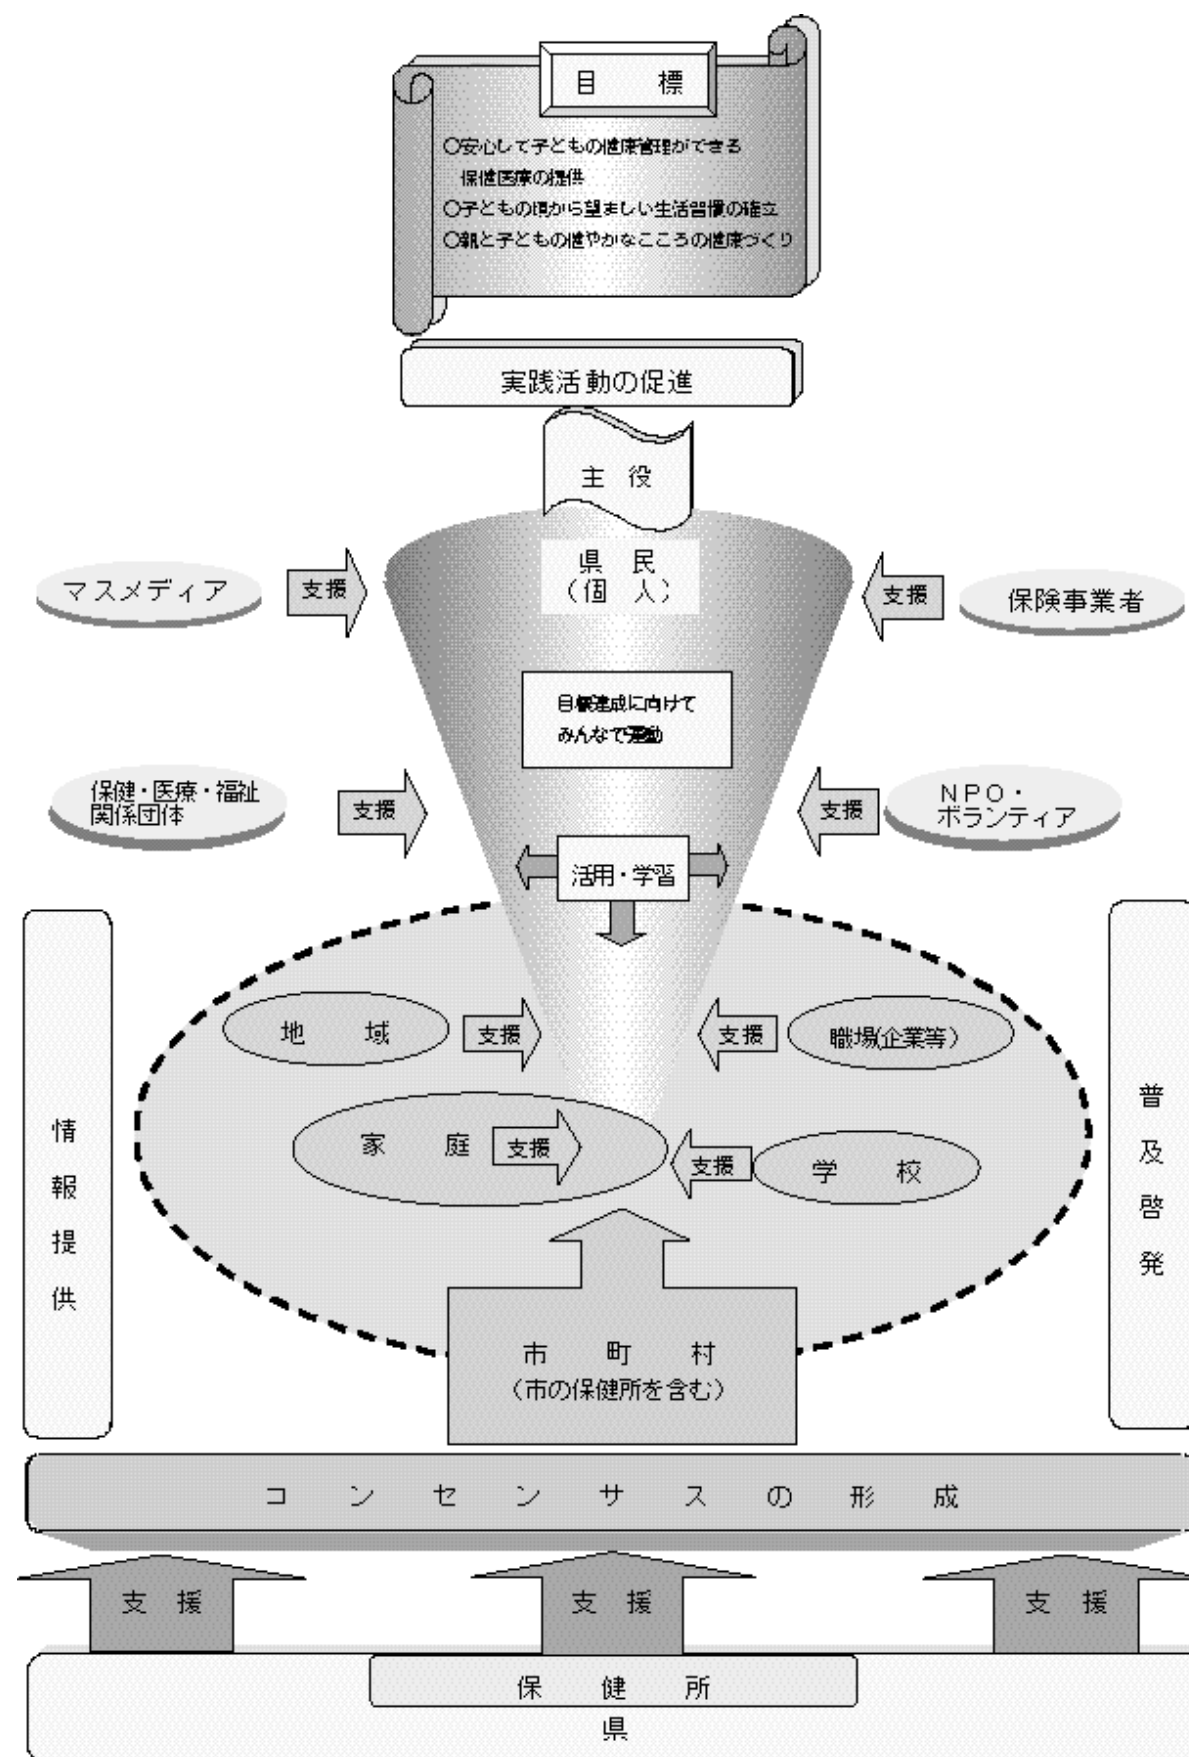 目標
〇安心して子どもの健康管理ができる
保健医療の提供
〇子どもの頃から望ましい生活習慣の確立
〇親と子どもの健やかなこころの健康づくり
実践活動の促進
主役
県民
（個人）
マスメディア
支援
支援
保険事業者
目標達成に向けて
みんなで運動
保健・医療・福祉
関係団体
支援
支援
NPO・
ボランティア
活用・学習
地域
支援
支援
職場（企業等）
家庭
支援
支援
学校
情報提供
普及啓発
市町村
（市の保健所を含む）
コンセンサスの形成
支援
支援
支援
保健所
県